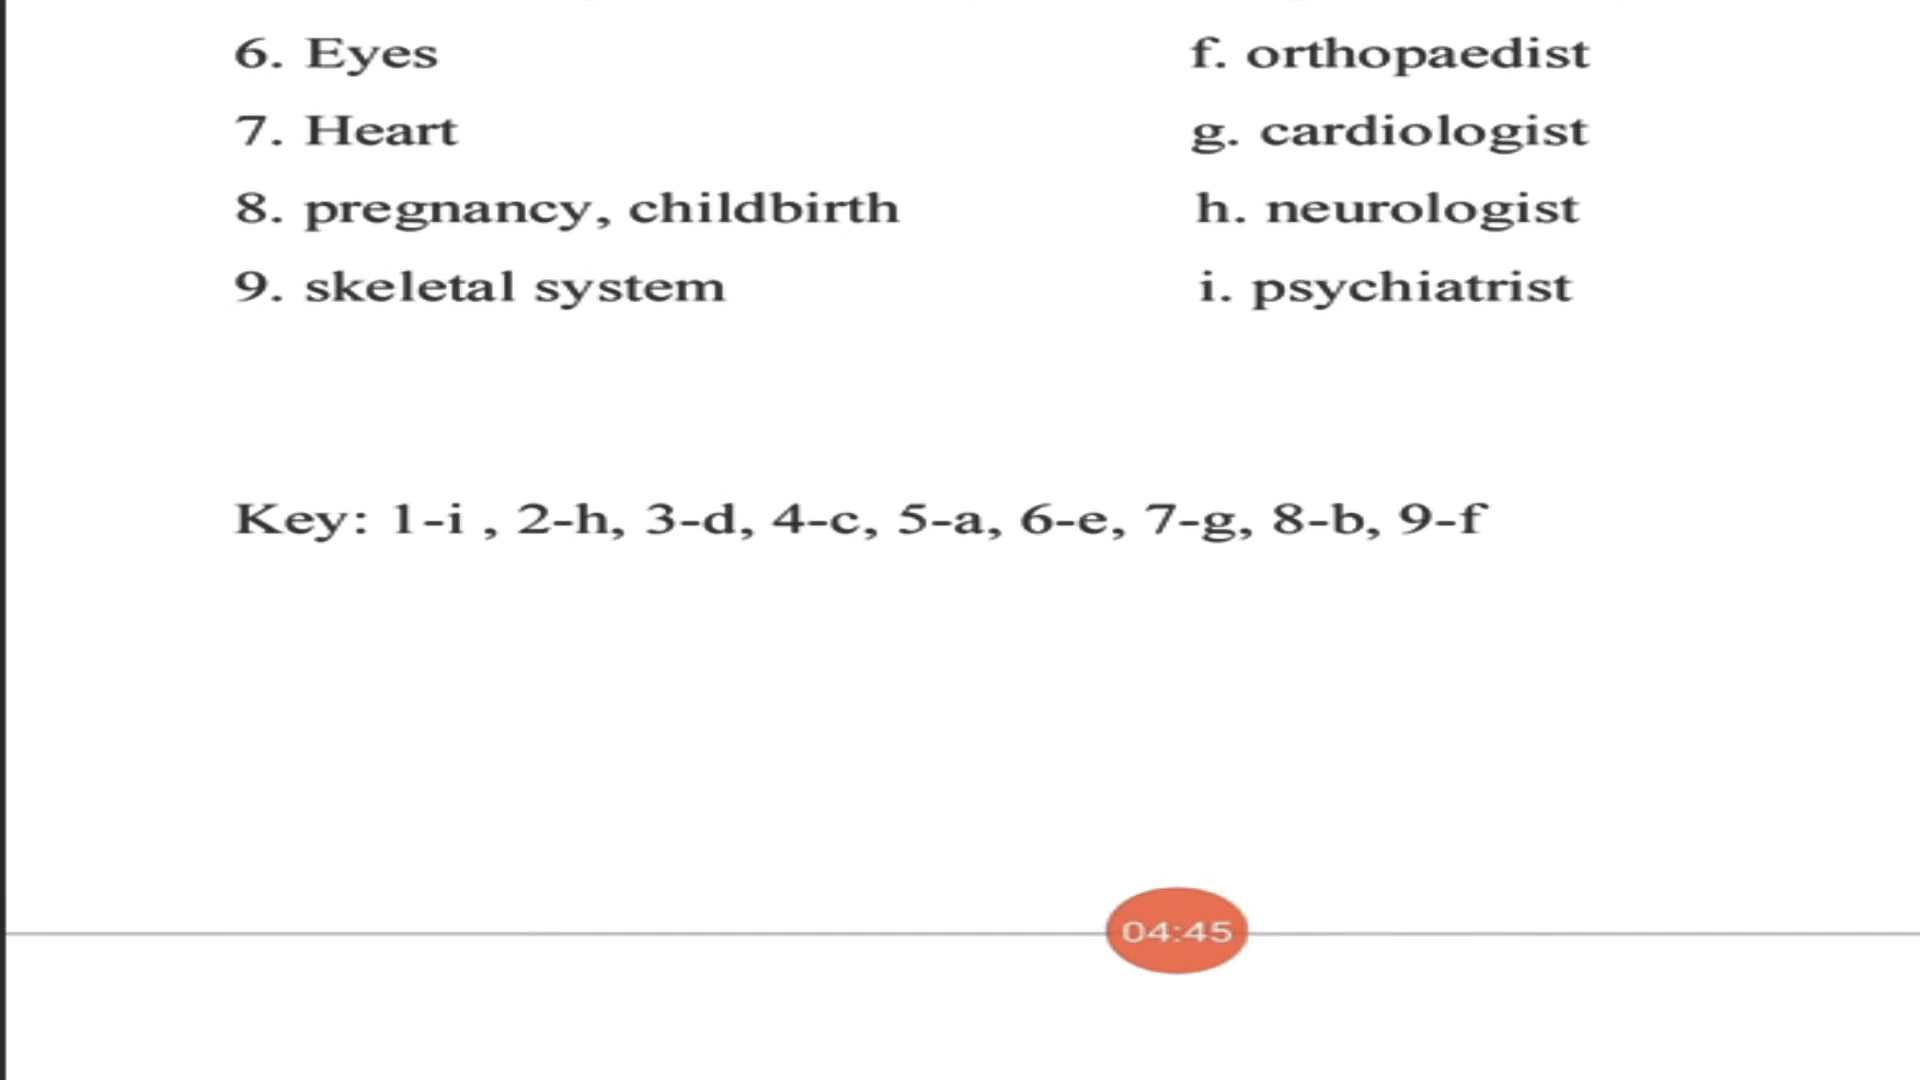 6. Eyes f. orthopaedist
7. Heart g. cardiologist
8. pregnancy, childbirth h. neurologist
9. skeletal system i. psychiatrist
Key: 1-i , 2-h, 3-d, 4-c, 5-a, 6-e, 7-g, 8-b, 9-f
04:45